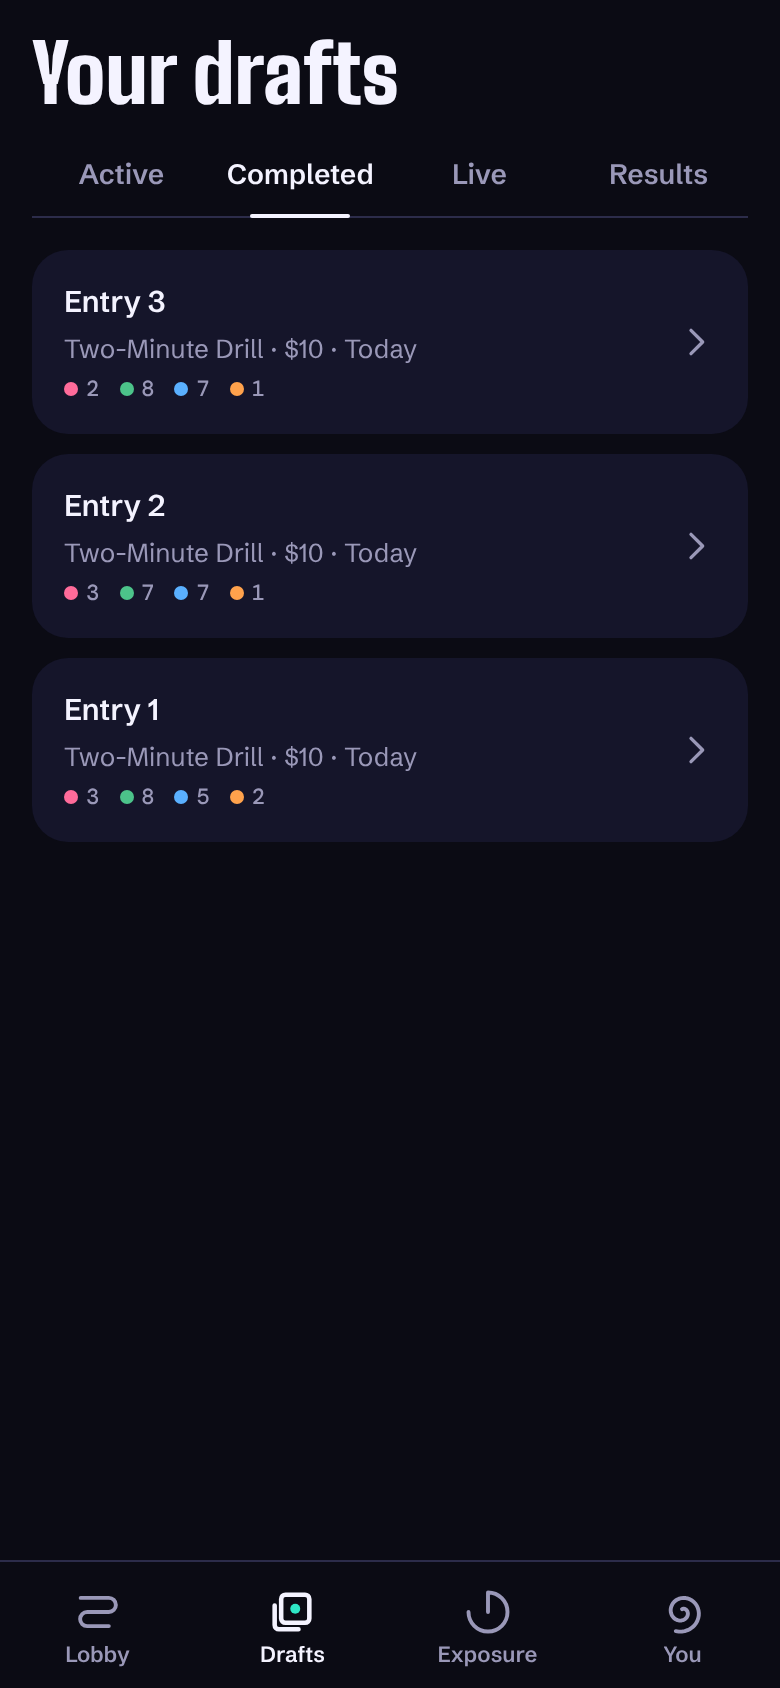 Your drafts
Active Completed Live Results
Entry 3
Two-Minute Drill · $10 · Today
2 8 7 1
Entry 2
Two-Minute Drill · $10 · Today
3 7 7 1
Entry 1
Two-Minute Drill · $10 · Today
3 8 5 2
Lobby Drafts Exposure You